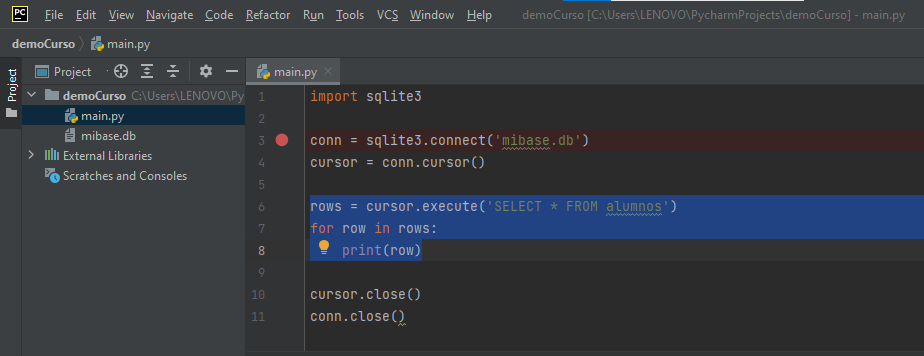 PC File Edit View Navigate Code Refactor Run Tools VCS Window Help demoCurso [C:\Users\LENOVO\PycharmProjects\demoCurso] - main.py
demoCurso main.py
Project
Project
main.py
demoCurso C:\Users\LENOVO\Py
main.py
mibase.db
External Libraries
Scratches and Consoles
1 import sqlite3
2
3 conn = sqlite3.connect('mibase.db')
4 cursor = conn.cursor()
5
6 rows = cursor.execute('SELECT * FROM alumnos')
7 for row in rows:
8     print(row)
9
10 cursor.close()
11 conn.close()